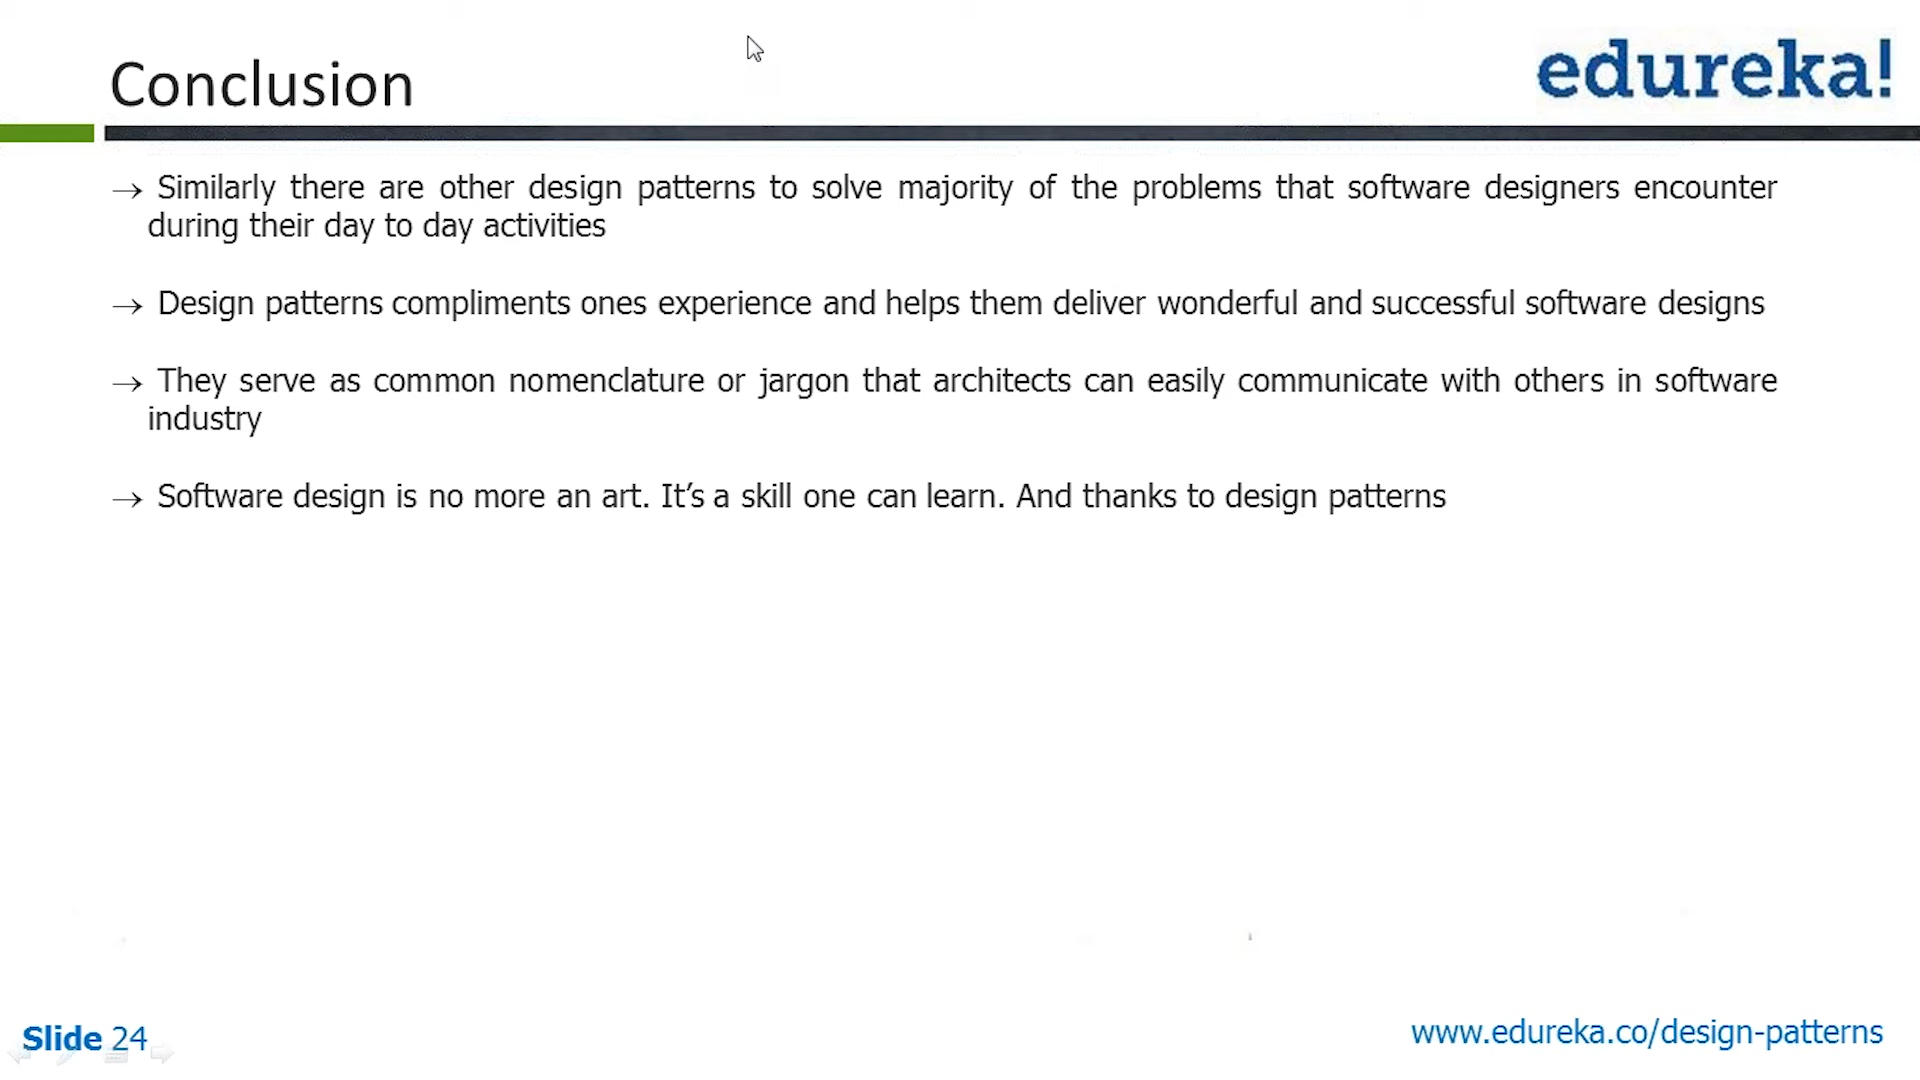 Conclusion
edureka!
→ Similarly there are other design patterns to solve majority of the problems that software designers encounter
during their day to day activities
→ Design patterns compliments ones experience and helps them deliver wonderful and successful software designs
→ They serve as common nomenclature or jargon that architects can easily communicate with others in software
industry
→ Software design is no more an art. It’s a skill one can learn. And thanks to design patterns
Slide 24
www.edureka.co/design-patterns